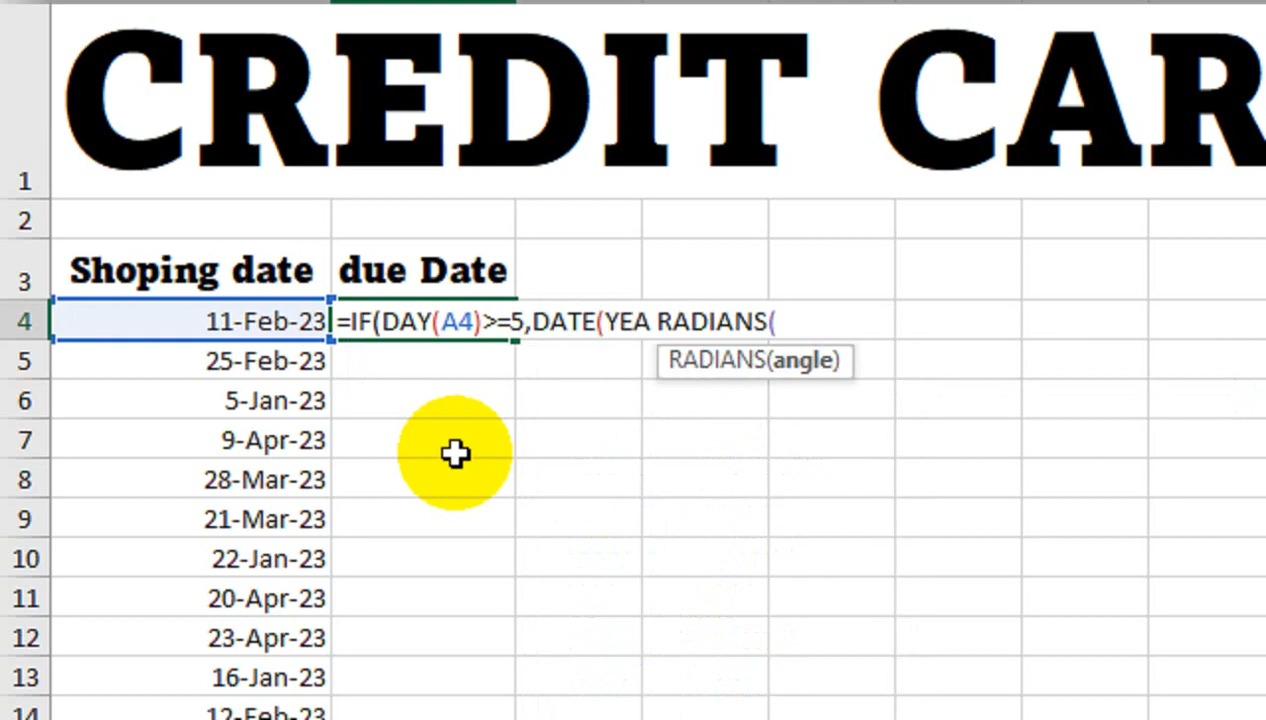 CREDIT CAR
1
2
3 Shoping date due Date
4 11-Feb-23 =IF(DAY(A4)>=5,DATE(YEA RADIANS(
RADIANS(angle)
5 25-Feb-23
6 5-Jan-23
7 9-Apr-23
8 28-Mar-23
9 21-Mar-23
10 22-Jan-23
11 20-Apr-23
12 23-Apr-23
13 16-Jan-23
14 12-Feb-23